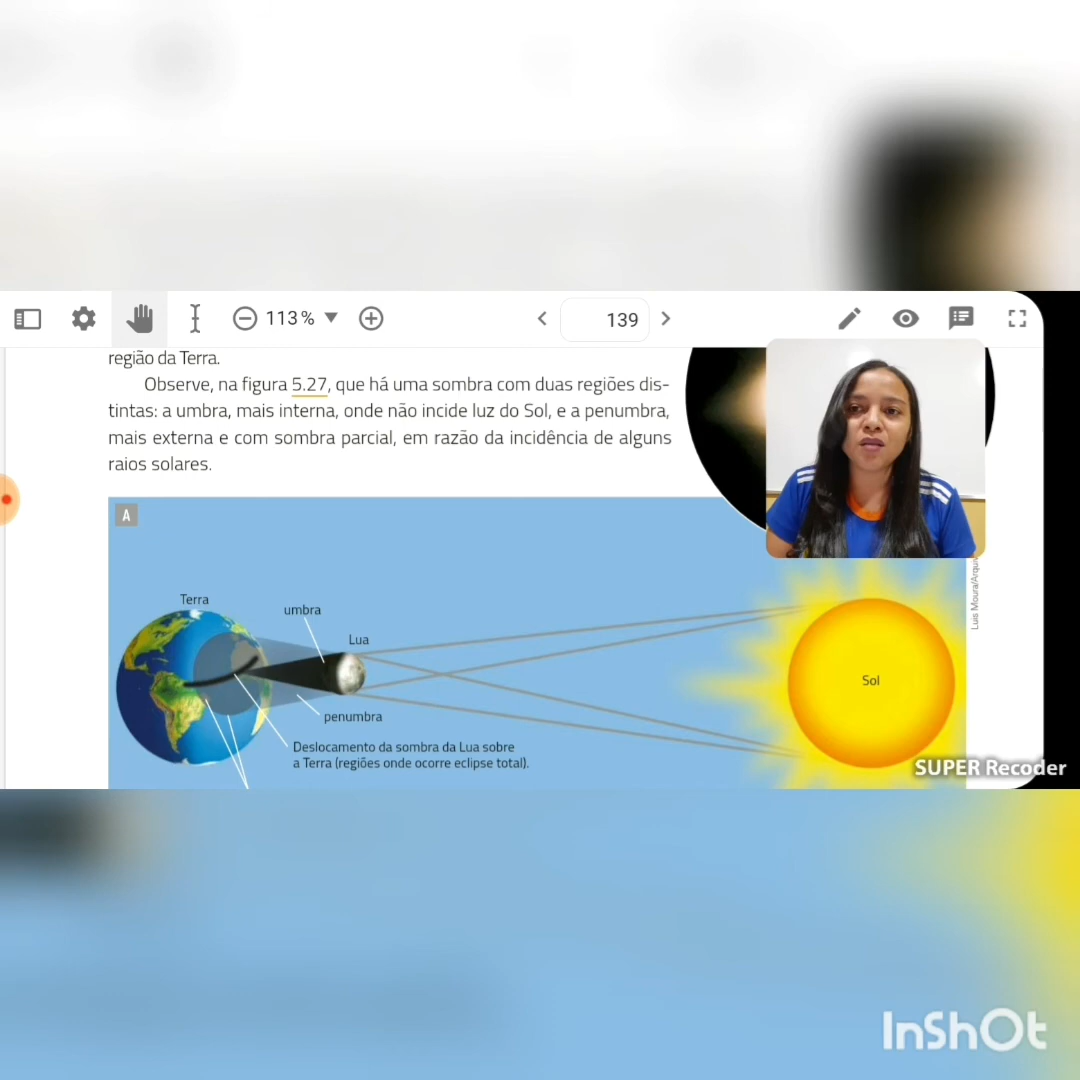 113%
139
região da Terra.
Observe, na figura 5.27, que há uma sombra com duas regiões dis-
tintas: a umbra, mais interna, onde não incide luz do Sol, e a penumbra,
mais externa e com sombra parcial, em razão da incidência de alguns
raios solares.
A
Terra
umbra
Lua
Sol
penumbra
Deslocamento da sombra da Lua sobre
a Terra (regiões onde ocorre eclipse total).
Luis Moura/Arquiv
SUPER Recoder
InShOt